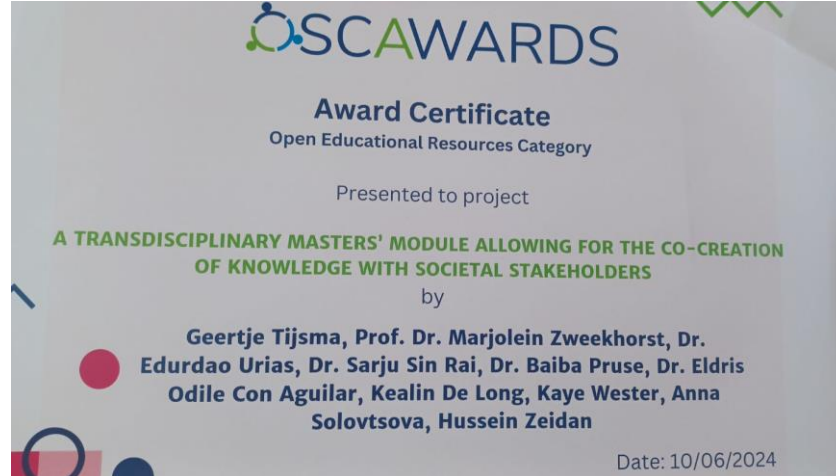 OSCAWARDS
Award Certificate
Open Educational Resources Category
Presented to project
A TRANSDISCIPLINARY MASTERS' MODULE ALLOWING FOR THE CO-CREATION
OF KNOWLEDGE WITH SOCIETAL STAKEHOLDERS
by
Geertje Tijsma, Prof. Dr. Marjolein Zweekhorst, Dr.
Edurdao Urias, Dr. Sarju Sin Rai, Dr. Baiba Pruse, Dr. Eldris
Odile Con Aguilar, Kealin De Long, Kaye Wester, Anna
Solovtsova, Hussein Zeidan
Date: 10/06/2024